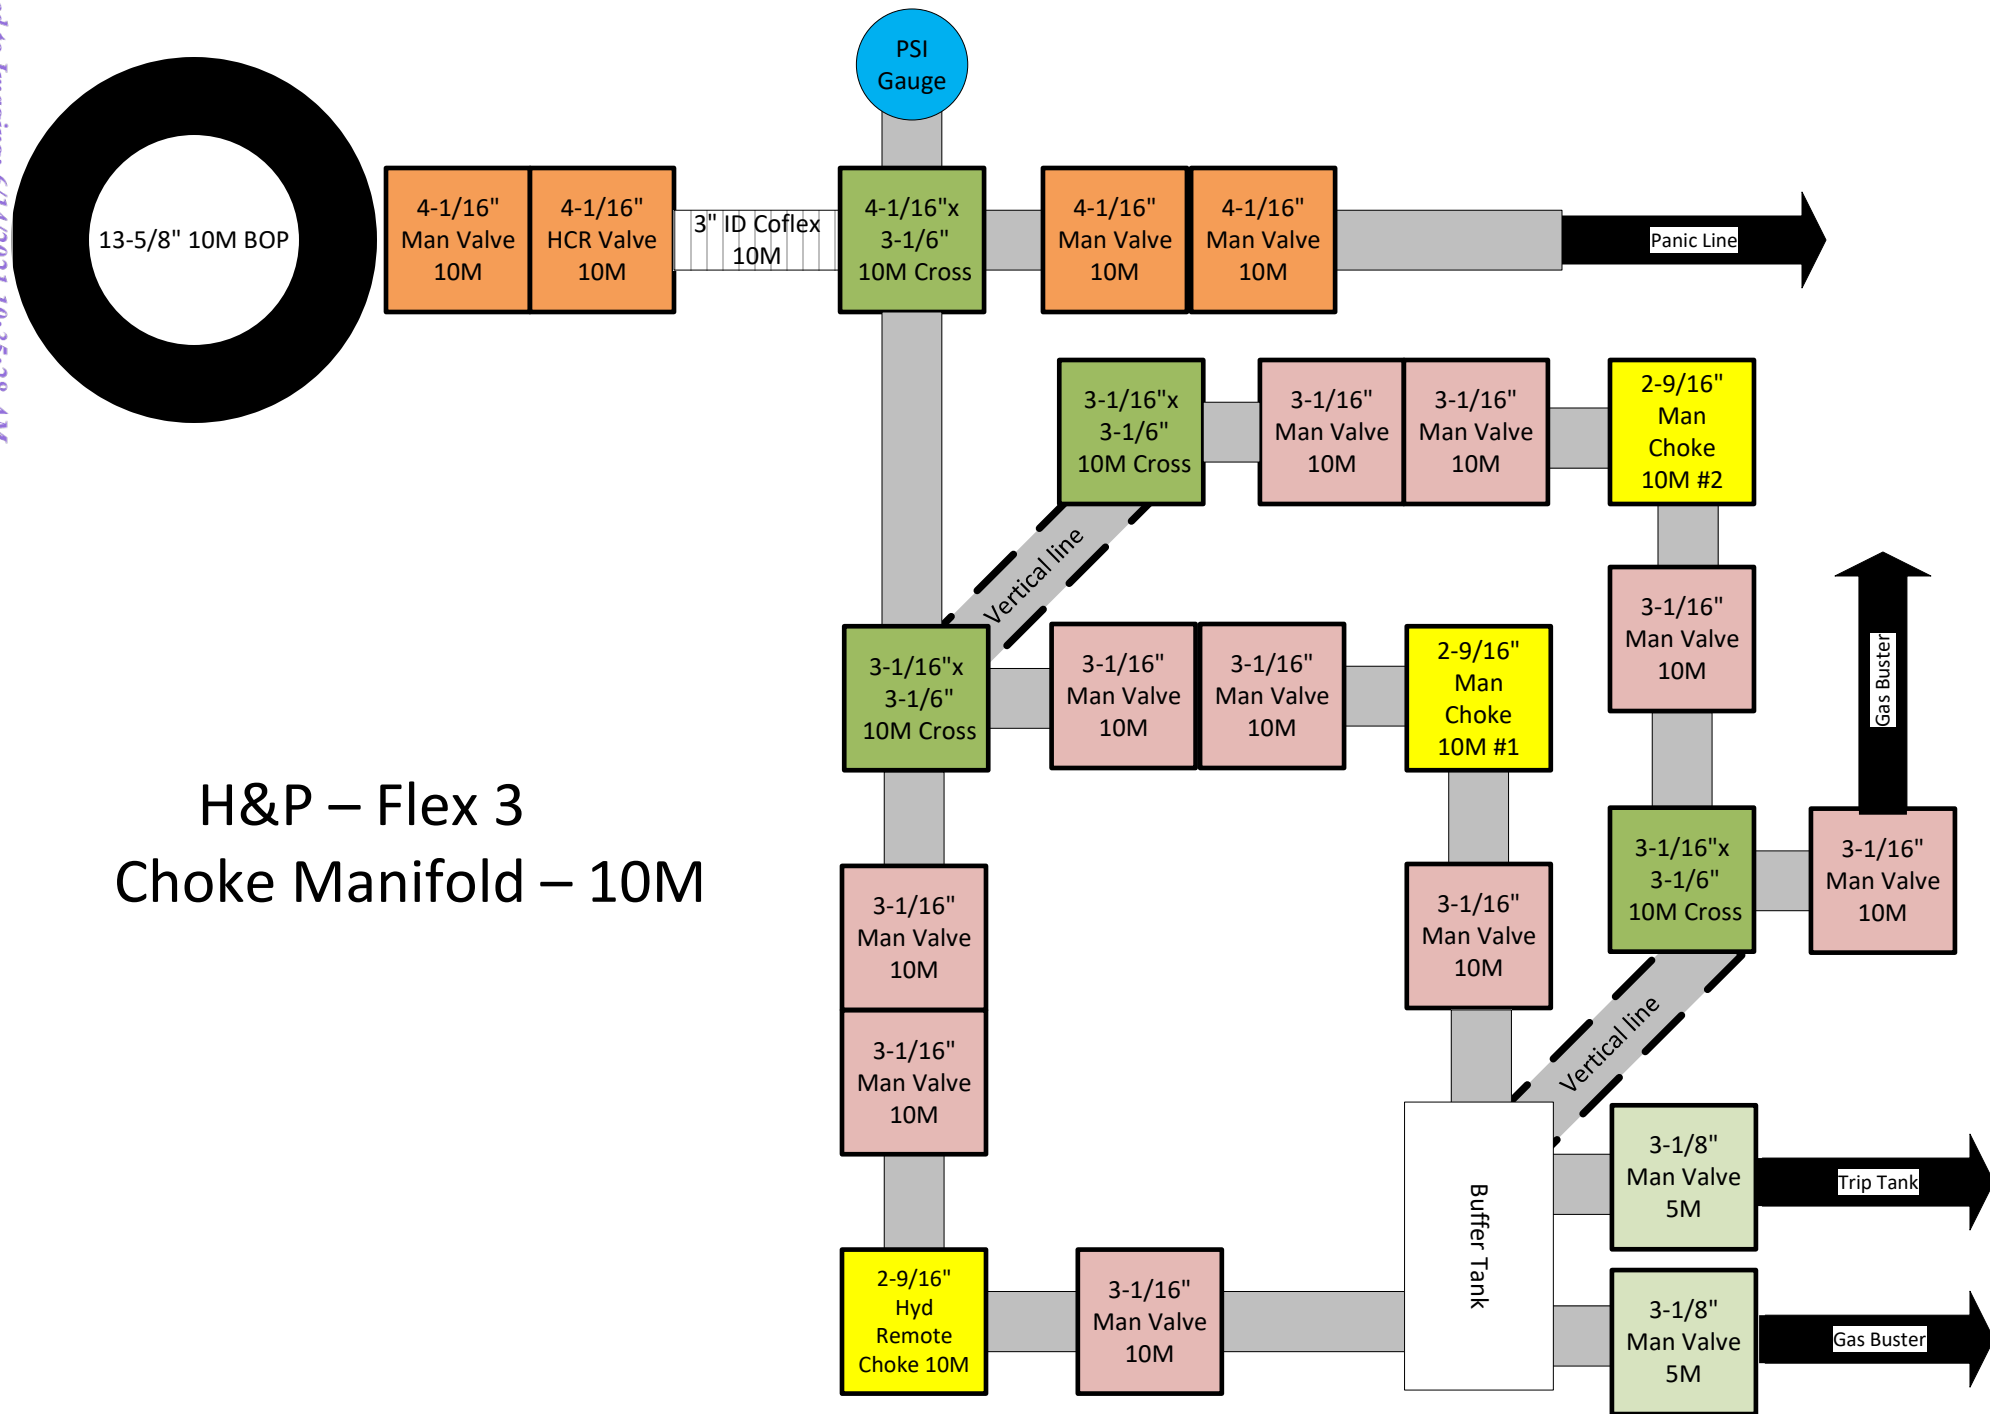 PSI
Gauge
13-5/8" 10M BOP
4-1/16"
Man Valve
10M
4-1/16"
HCR Valve
10M
3" ID Coflex
10M
4-1/16"x
3-1/6"
10M Cross
4-1/16"
Man Valve
10M
4-1/16"
Man Valve
10M
Panic Line
3-1/16"x
3-1/6"
10M Cross
3-1/16"
Man Valve
10M
3-1/16"
Man Valve
10M
2-9/16"
Man
Choke
10M #2
Vertical line
3-1/16"
Man Valve
10M
Gas Buster
3-1/16"x
3-1/6"
10M Cross
3-1/16"
Man Valve
10M
3-1/16"
Man Valve
10M
2-9/16"
Man
Choke
10M #1
H&P – Flex 3
Choke Manifold – 10M
3-1/16"
Man Valve
10M
3-1/16"
Man Valve
10M
3-1/16"x
3-1/6"
10M Cross
3-1/16"
Man Valve
10M
3-1/16"
Man Valve
10M
Vertical line
Buffer Tank
3-1/8"
Man Valve
5M
Trip Tank
2-9/16"
Hyd
Remote
Choke 10M
3-1/16"
Man Valve
10M
3-1/8"
Man Valve
5M
Gas Buster